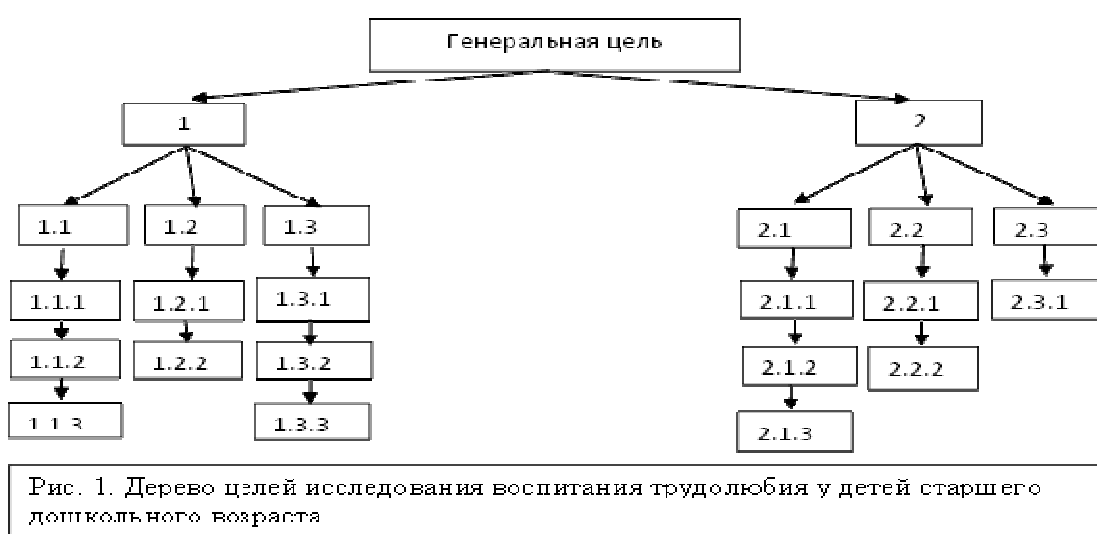 Генеральная цель
1 2
1.1 1.2 1.3 2.1 2.2 2.3
1.1.1 1.2.1 1.3.1 2.1.1 2.2.1 2.3.1
1.1.2 1.2.2 1.3.2 2.1.2 2.2.2
1.1.3 1.3.3 2.1.3
Рис. 1. Дерево целей исследования воспитания трудолюбия у детей старшего
дошкольного возраста